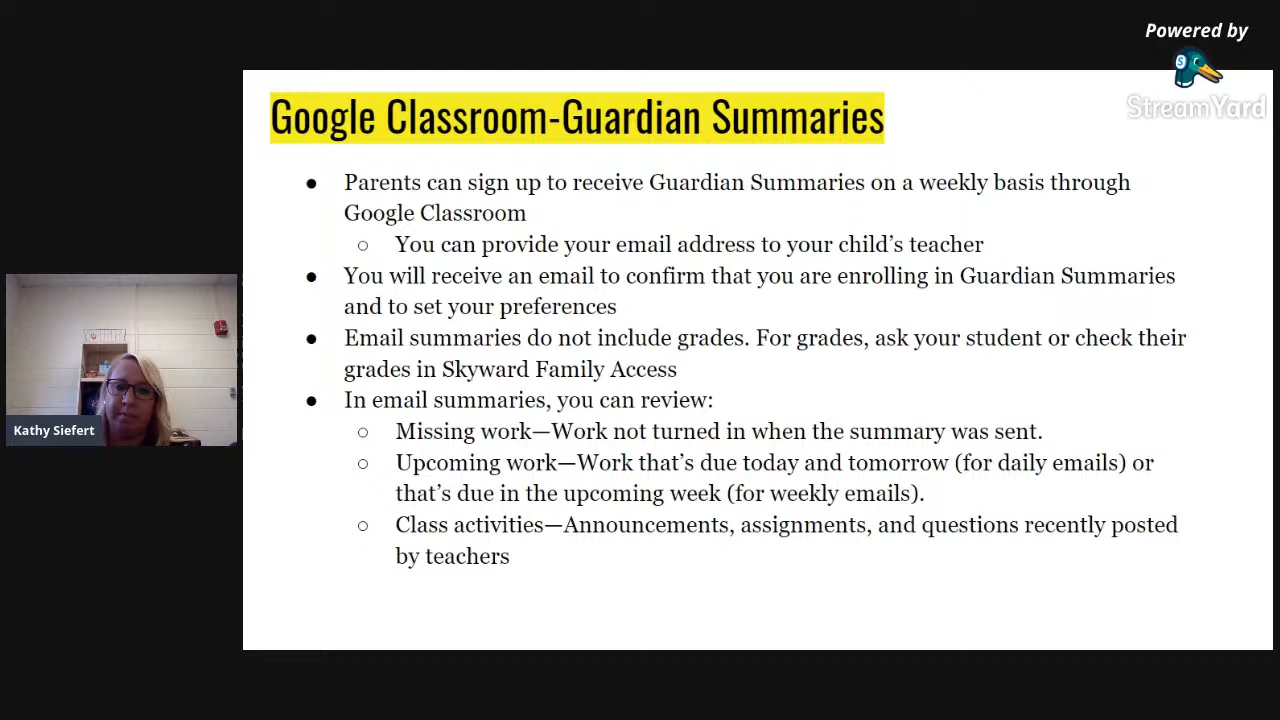 Powered by
StreamYard
Google Classroom-Guardian Summaries
● Parents can sign up to receive Guardian Summaries on a weekly basis through
Google Classroom
○ You can provide your email address to your child's teacher
● You will receive an email to confirm that you are enrolling in Guardian Summaries
and to set your preferences
● Email summaries do not include grades. For grades, ask your student or check their
grades in Skyward Family Access
● In email summaries, you can review:
○ Missing work—Work not turned in when the summary was sent.
○ Upcoming work—Work that's due today and tomorrow (for daily emails) or
that's due in the upcoming week (for weekly emails).
○ Class activities—Announcements, assignments, and questions recently posted
by teachers
Kathy Siefert